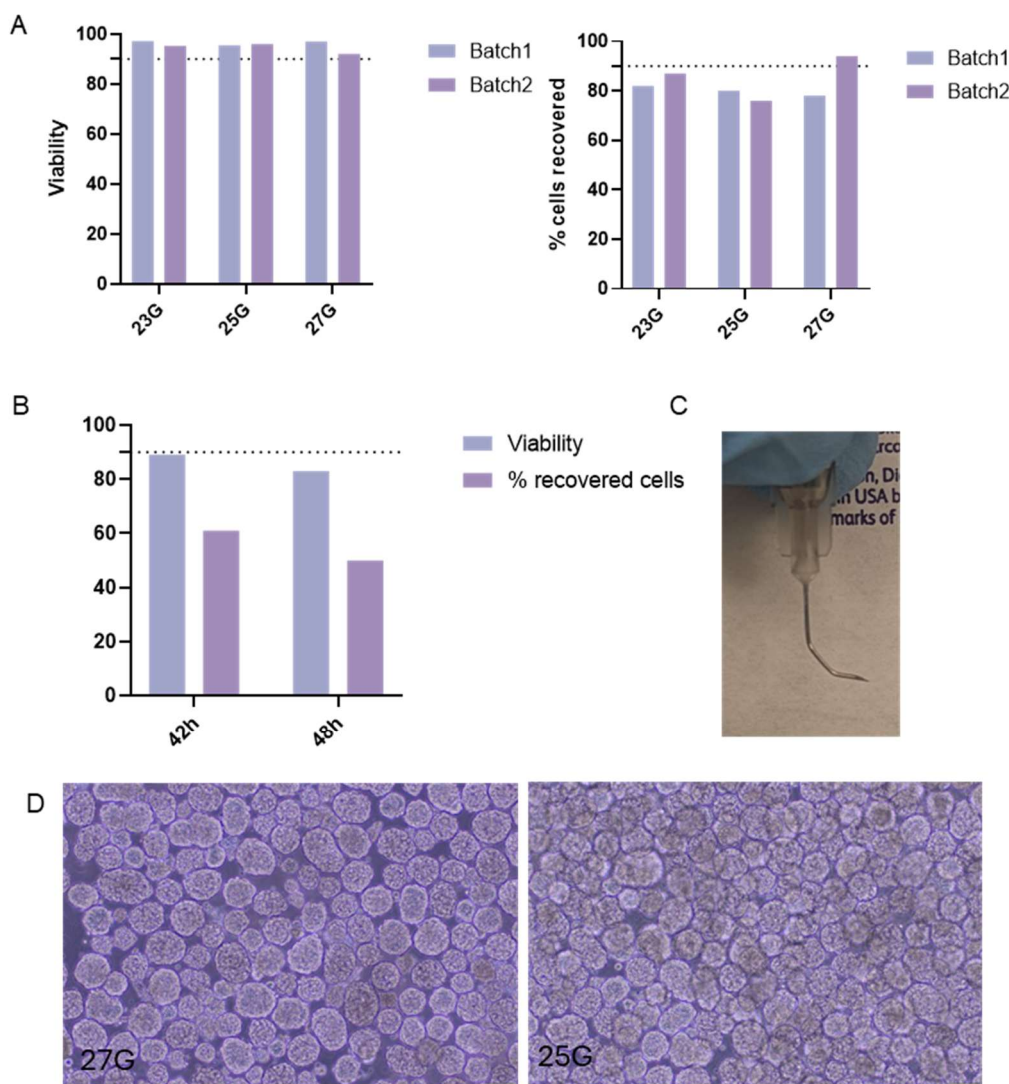 A
100
80
60
40
20
0
Viability
23G
25G
27G
Batch1
Batch2
100
80
60
40
20
0
% cells recovered
23G
25G
27G
Batch1
Batch2
B
100
80
60
40
20
0
42h
48h
Viability
% recovered cells
C
in USA b
marks of
D
27G
25G